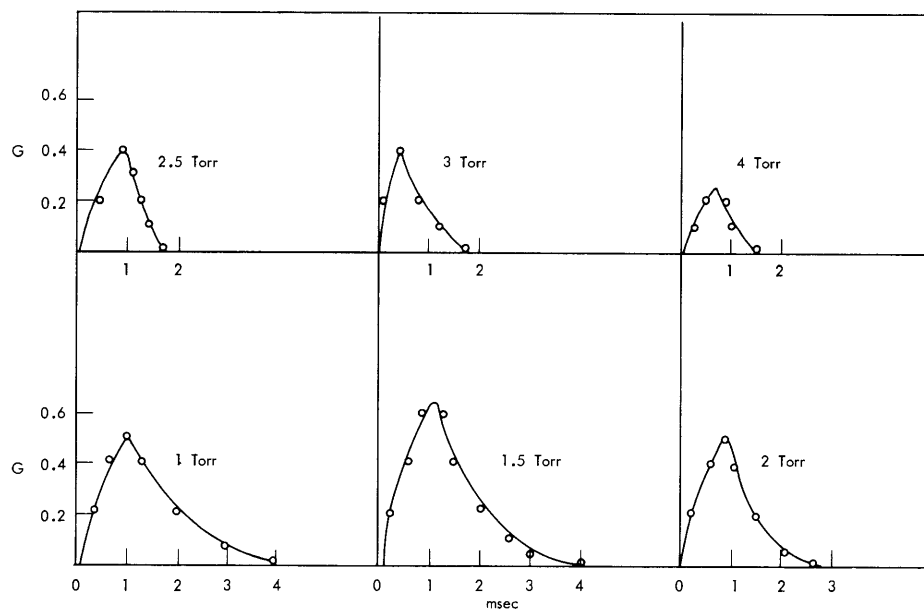 0.6
G 0.4
0.2
2.5 Torr
3 Torr
4 Torr
1 2
1 2
1 2
0.6
G 0.4
0.2
1 Torr
1.5 Torr
2 Torr
0 1 2 3 4
0 1 2 3 4
0 1 2 3
msec